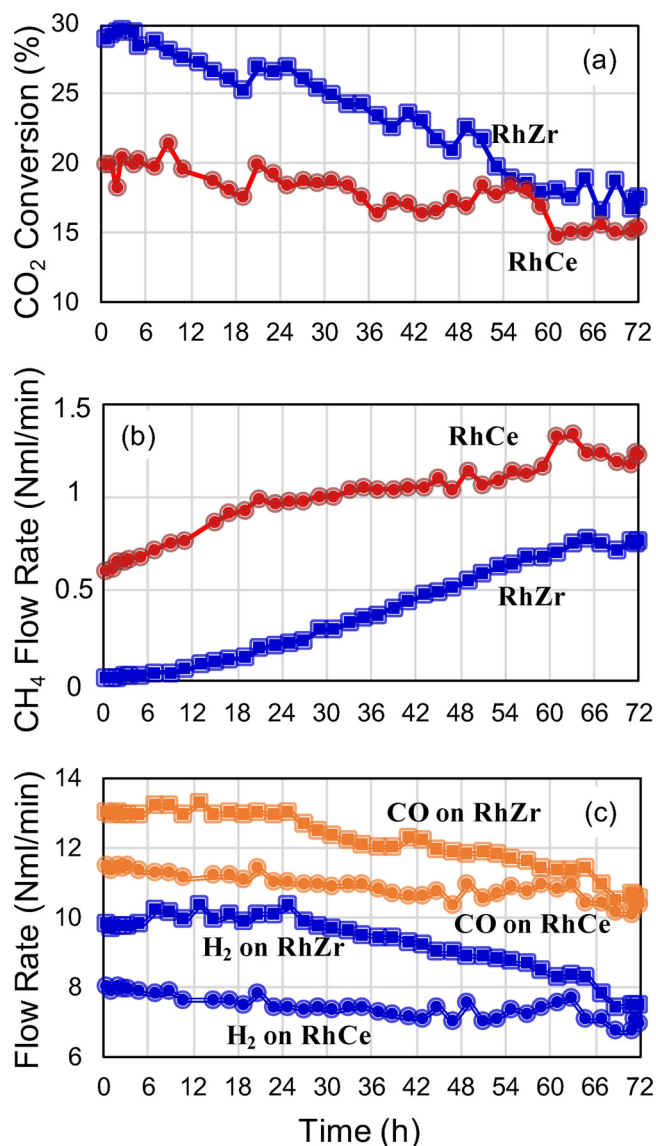 CO₂ Conversion (%)
30
25
20
15
10
(a)
RhZr
RhCe
0 6 12 18 24 30 36 42 48 54 60 66 72
CH₄ Flow Rate (Nml/min)
1.5
1
0.5
0
(b)
RhCe
RhZr
0 6 12 18 24 30 36 42 48 54 60 66 72
Flow Rate (Nml/min)
14
12
10
8
6
(c)
CO on RhZr
CO on RhCe
H₂ on RhZr
H₂ on RhCe
0 6 12 18 24 30 36 42 48 54 60 66 72
Time (h)